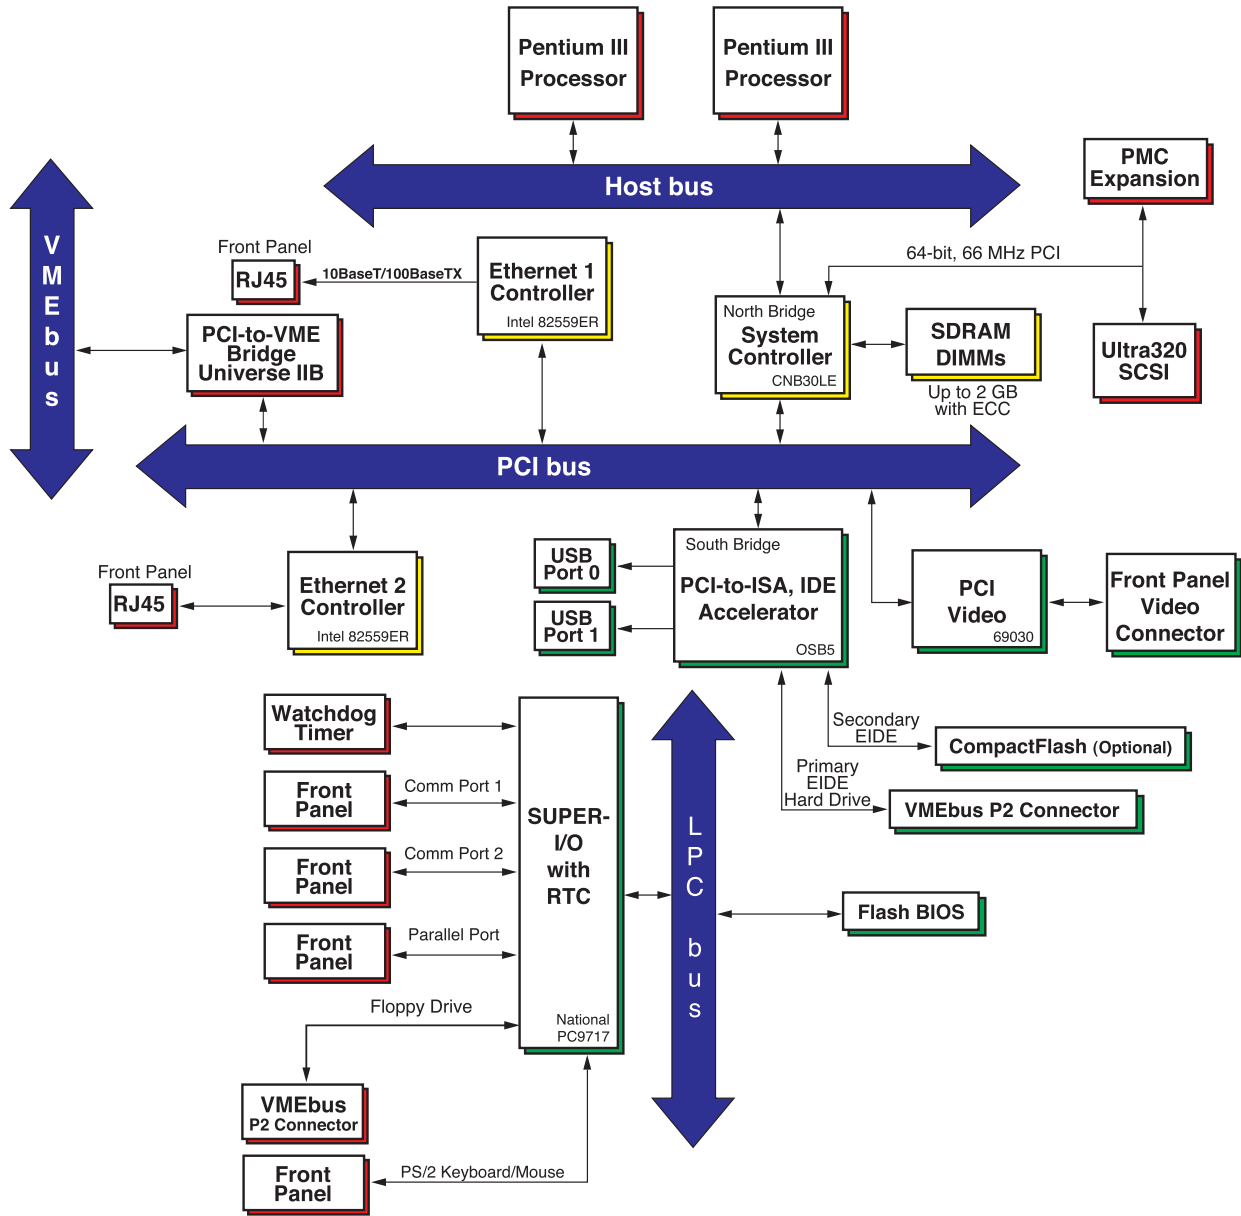 Pentium III
Processor
Pentium III
Processor
Host bus
PMC
Expansion
VMEbus
Front Panel
RJ45
10BaseT/100BaseTX
Ethernet 1
Controller
Intel 82559ER
64-bit, 66 MHz PCI
North Bridge
System
Controller
CNB30LE
SDRAM
DIMMs
Up to 2 GB
with ECC
Ultra320
SCSI
PCI-to-VME
Bridge
Universe IIB
PCI bus
Front Panel
RJ45
Ethernet 2
Controller
Intel 82559ER
USB
Port 0
USB
Port 1
South Bridge
PCI-to-ISA, IDE
Accelerator
OSB5
PCI
Video
69030
Front Panel
Video
Connector
Secondary
EIDE
CompactFlash (Optional)
Primary
EIDE
Hard Drive
VMEbus P2 Connector
Watchdog
Timer
Front
Panel
Comm Port 1
Front
Panel
Comm Port 2
Front
Panel
Parallel Port
SUPER-
I/O
with
RTC
National
PC9717
LPC bus
Flash BIOS
Floppy Drive
VMEbus
P2 Connector
Front
Panel
PS/2 Keyboard/Mouse